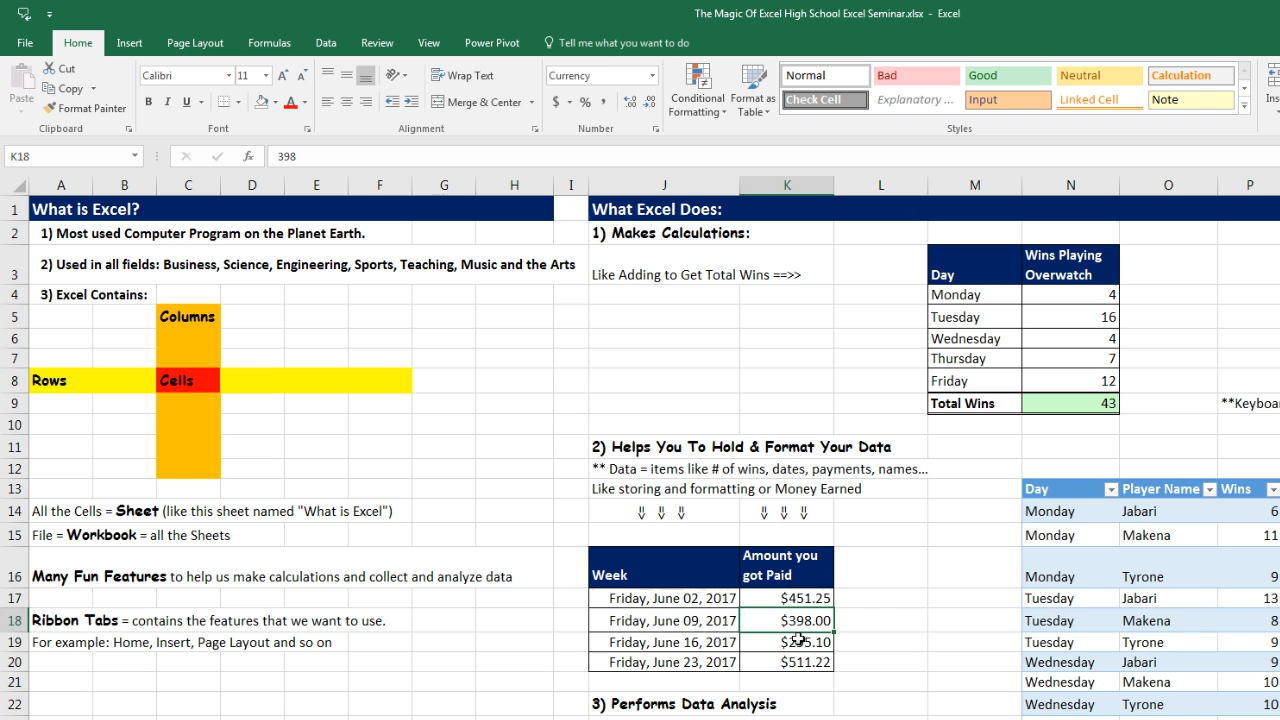 The Magic Of Excel High School Excel Seminar.xlsx - Excel
File Home Insert Page Layout Formulas Data Review View Power Pivot Tell me what you want to do
Cut
Copy
Format Painter
Paste
Clipboard
Calibri 11
B I U A
Font
Wrap Text
Merge & Center
Alignment
Currency
$ % ,
Number
Conditional Formatting
Format as Table
Normal Bad Good Neutral Calculation
Check Cell Explanatory ... Input Linked Cell Note
Styles
K18 fx 398
A B C D E F G H I J K L M N O P
1 What is Excel? What Excel Does:
2 1) Most used Computer Program on the Planet Earth. 1) Makes Calculations:
3 2) Used in all fields: Business, Science, Engineering, Sports, Teaching, Music and the Arts Like Adding to Get Total Wins ==>> Day Wins Playing Overwatch
4 3) Excel Contains: Monday 4
5 Columns Tuesday 16
6 Wednesday 4
7 Thursday 7
8 Rows Cells Friday 12
9 Total Wins 43 **Keyboa
10
11 2) Helps You To Hold & Format Your Data
12 ** Data = items like # of wins, dates, payments, names...
13 Like storing and formatting or Money Earned Day Player Name Wins
14 All the Cells = Sheet (like this sheet named "What is Excel") ⇓ ⇓ ⇓ ⇓ ⇓ ⇓ Monday Jabari 6
15 File = Workbook = all the Sheets Monday Makena 11
16 Many Fun Features to help us make calculations and collect and analyze data Week Amount you got Paid Monday Tyrone 9
17 Friday, June 02, 2017 $451.25 Tuesday Jabari 13
18 Ribbon Tabs = contains the features that we want to use. Friday, June 09, 2017 $398.00 Tuesday Makena 8
19 For example: Home, Insert, Page Layout and so on Friday, June 16, 2017 Tuesday Tyrone 9
20 Friday, June 23, 2017 $511.22 Wednesday Jabari 9
21 Wednesday Makena 10
22 3) Performs Data Analysis Wednesday Tyrone 10